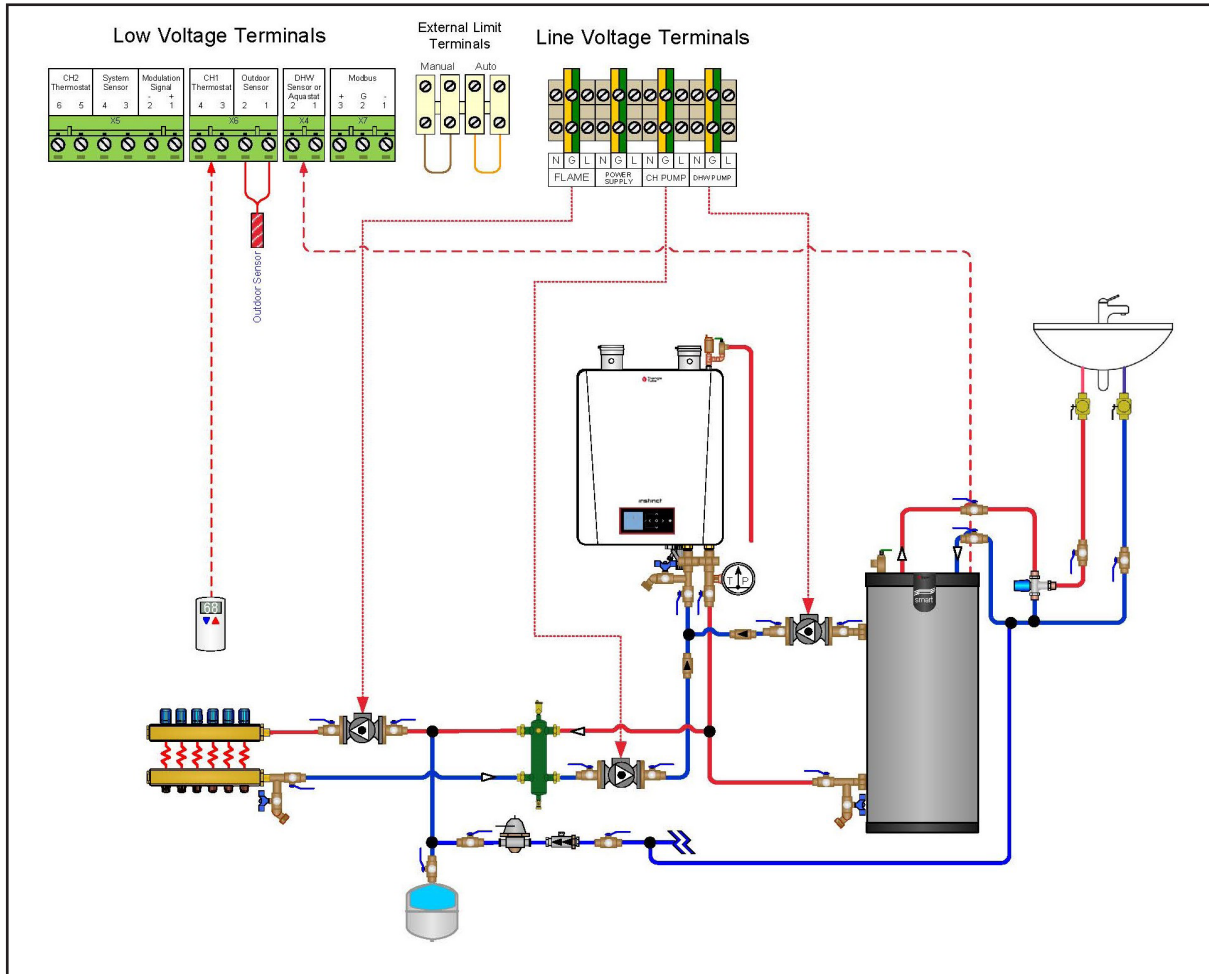 Low Voltage Terminals
External Limit
Terminals
Line Voltage Terminals
Manual Auto
CH2
Thermostat
6 5
System
Sensor
4 3
Modulation
Signal
- +
2 1
CH1
Thermostat
4 3
Outdoor
Sensor
2 1
DHW
Sensor or
Aquastat
2 1
Modbus
+ G -
3 2 1
X5
X6
X4
X7
N G L N G L N G L N G L
FLAME
POWER
SUPPLY
CH PUMP
DHW PUMP
Outdoor Sensor
Triangle
Tube
instinct
T P
68
smart